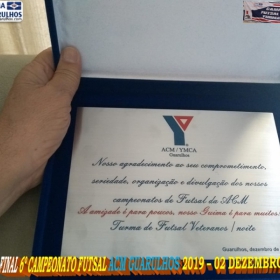 GUARULHOS
ACM / YMCA
Guarulhos
Nosso agradecimento ao seu comprometimento,
seriedade, organização e divulgação dos nossos
campeonatos de Futsal da ACM
A amizade é para poucos, nosso Guima é para muitos!
Turma do Futsal Veteranos / noite
Guarulhos, dezembro de
FINAL 6º CAMPEONATO FUTSAL ACM GUARULHOS 2019 - 02 DEZEMBRO